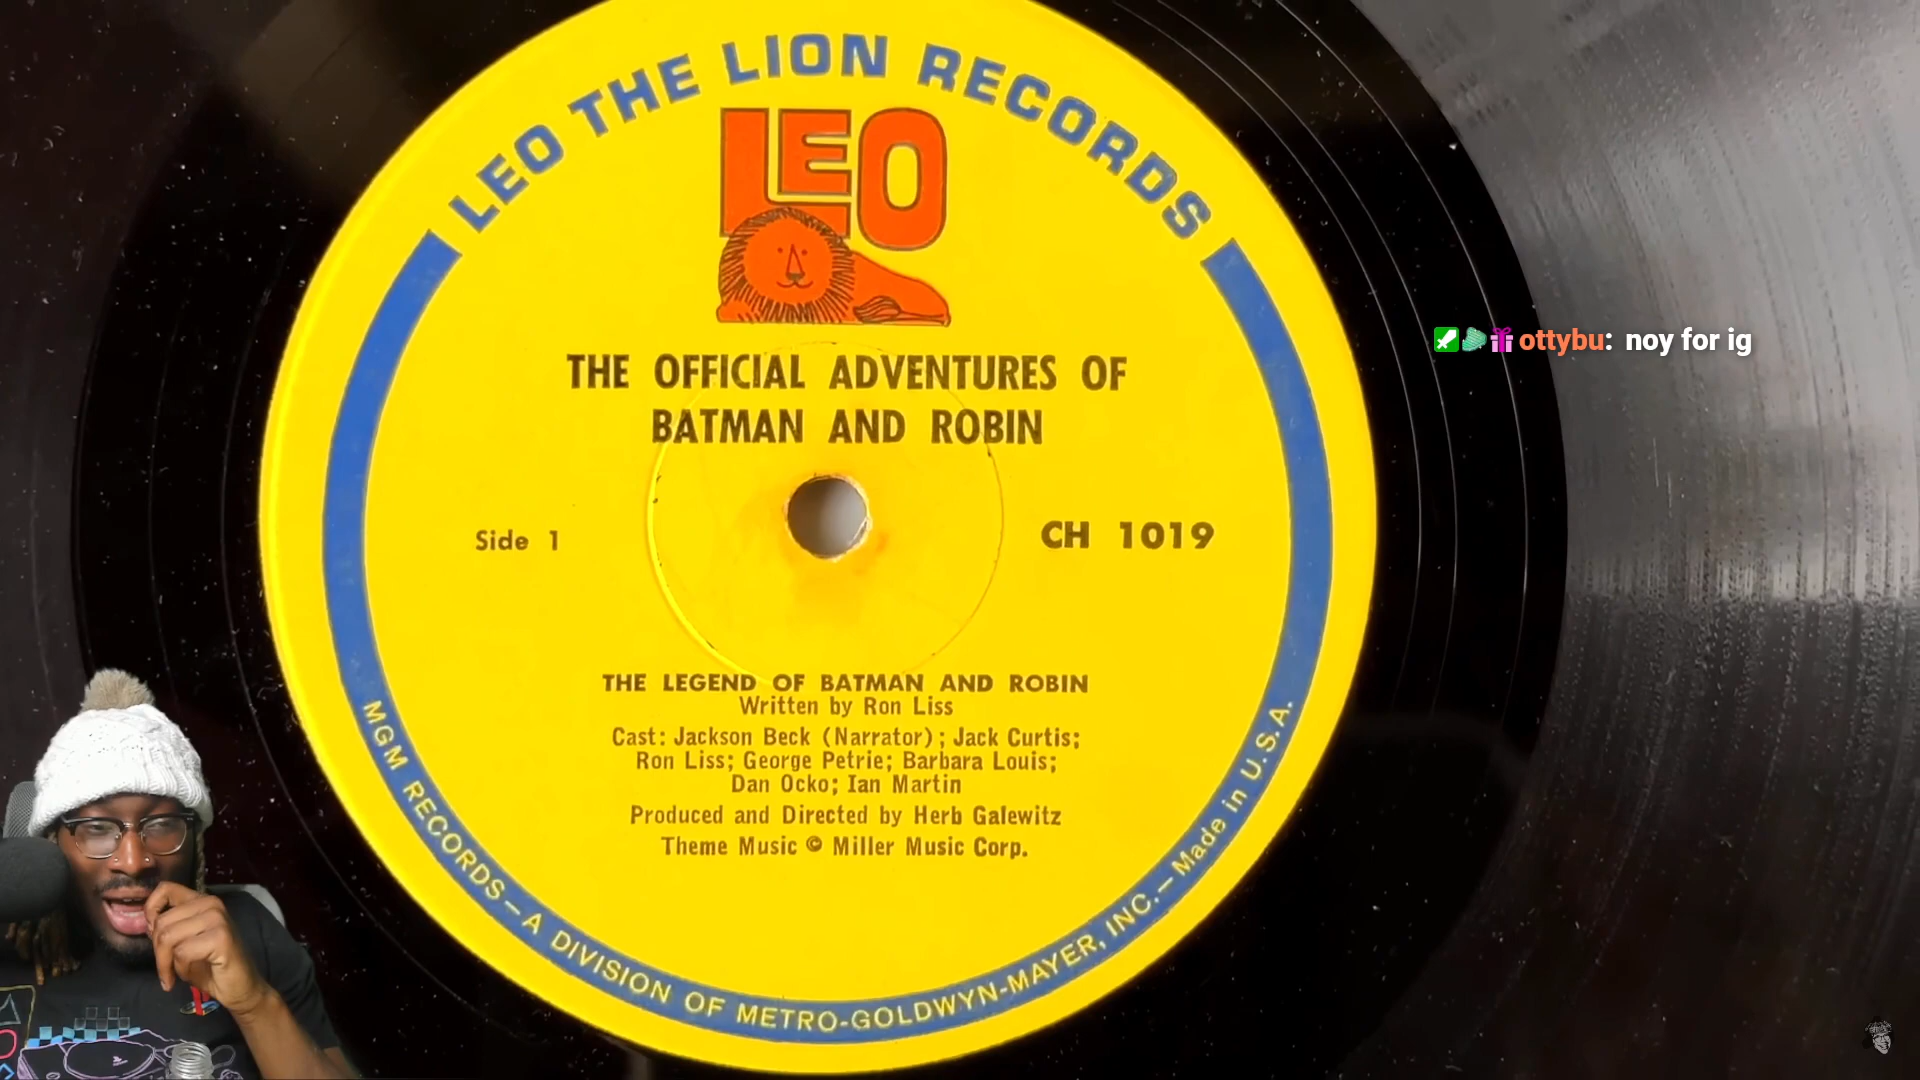 LEO THE LION RECORDS
LEO
THE OFFICIAL ADVENTURES OF
BATMAN AND ROBIN
Side 1
CH 1019
THE LEGEND OF BATMAN AND ROBIN
Written by Ron Liss
Cast: Jackson Beck (Narrator); Jack Curtis;
Ron Liss; George Petrie; Barbara Louis;
Dan Ocko; Ian Martin
Produced and Directed by Herb Galewitz
Theme Music © Miller Music Corp.
MGM RECORDS—A DIVISION OF METRO-GOLDWYN-MAYER, INC.—Made in U.S.A.
ottybu: noy for ig